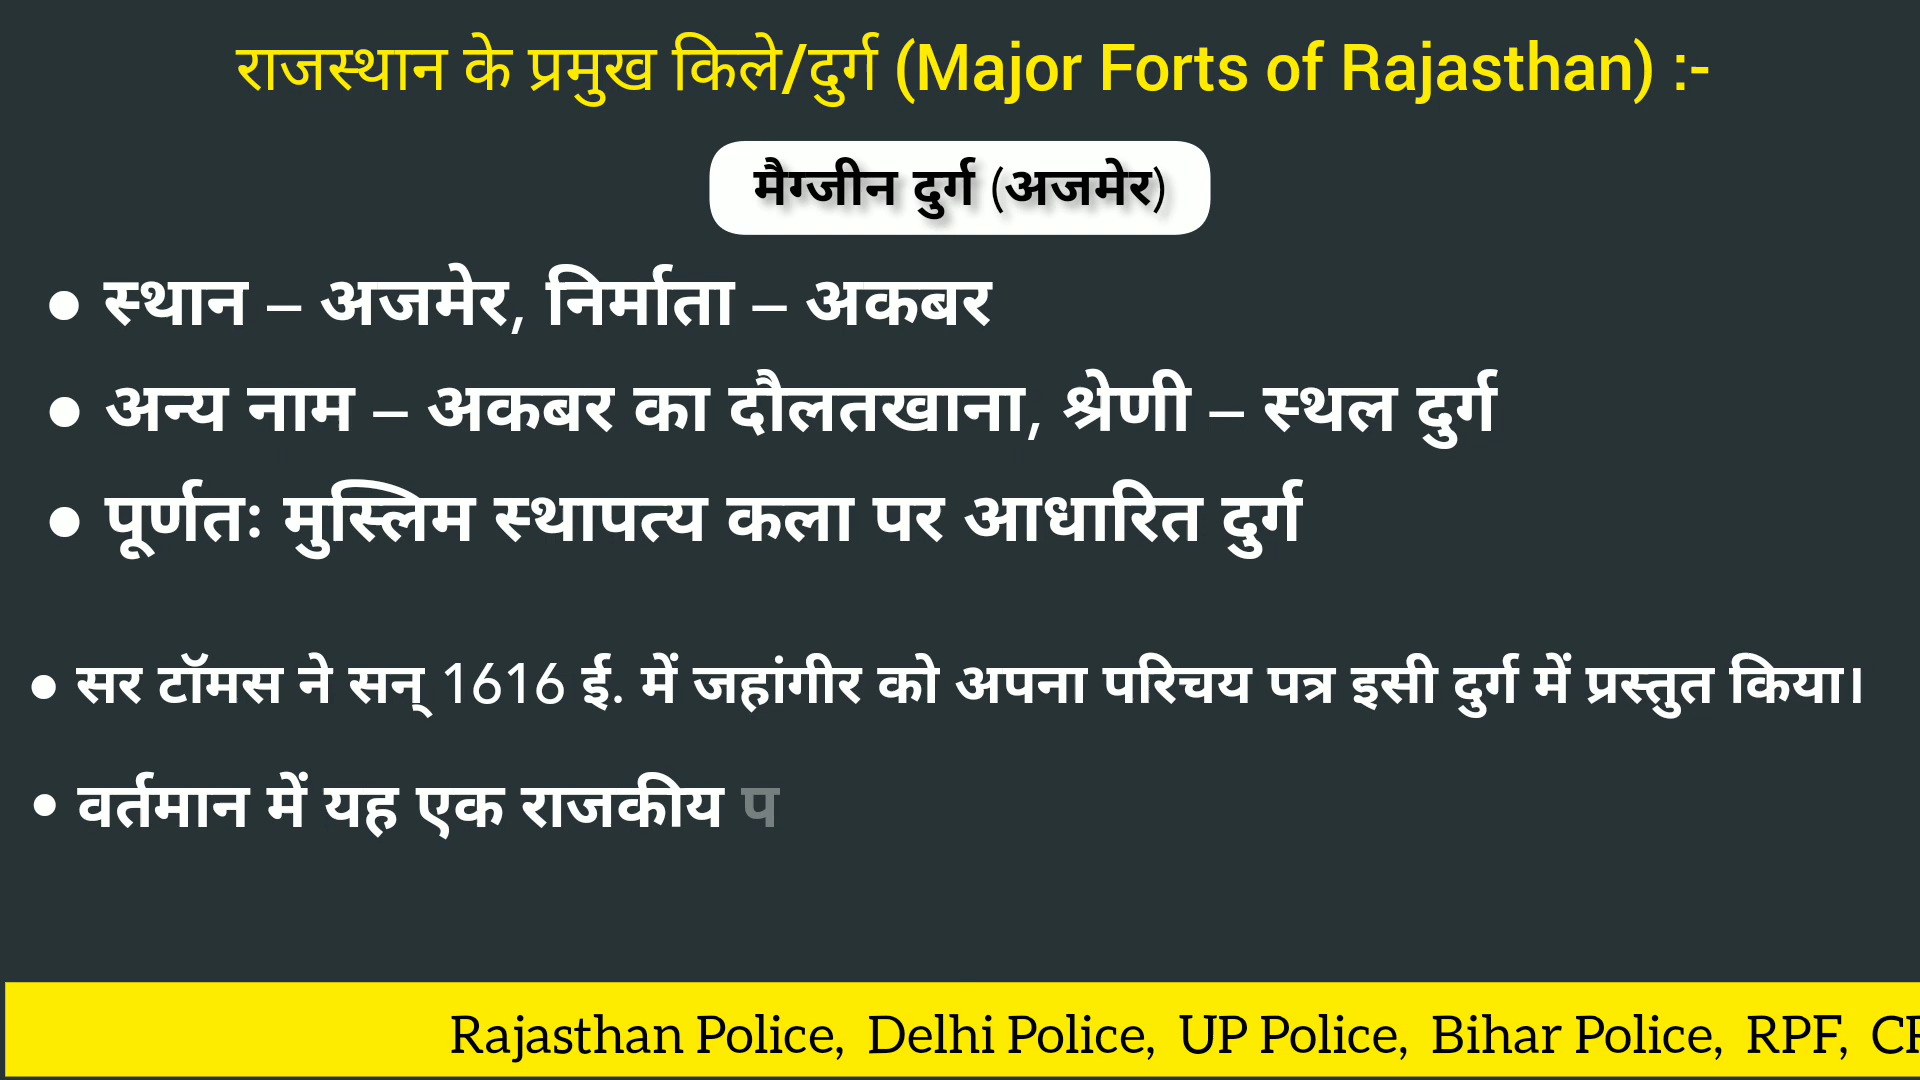 राजस्थान के प्रमुख किले/दुर्ग (Major Forts of Rajasthan) :-
मैग्जीन दुर्ग (अजमेर)
● स्थान – अजमेर, निर्माता – अकबर
● अन्य नाम – अकबर का दौलतखाना, श्रेणी – स्थल दुर्ग
● पूर्णतः मुस्लिम स्थापत्य कला पर आधारित दुर्ग
● सर टॉमस ने सन् 1616 ई. में जहांगीर को अपना परिचय पत्र इसी दुर्ग में प्रस्तुत किया।
● वर्तमान में यह एक राजकीय प
Rajasthan Police, Delhi Police, UP Police, Bihar Police, RPF,